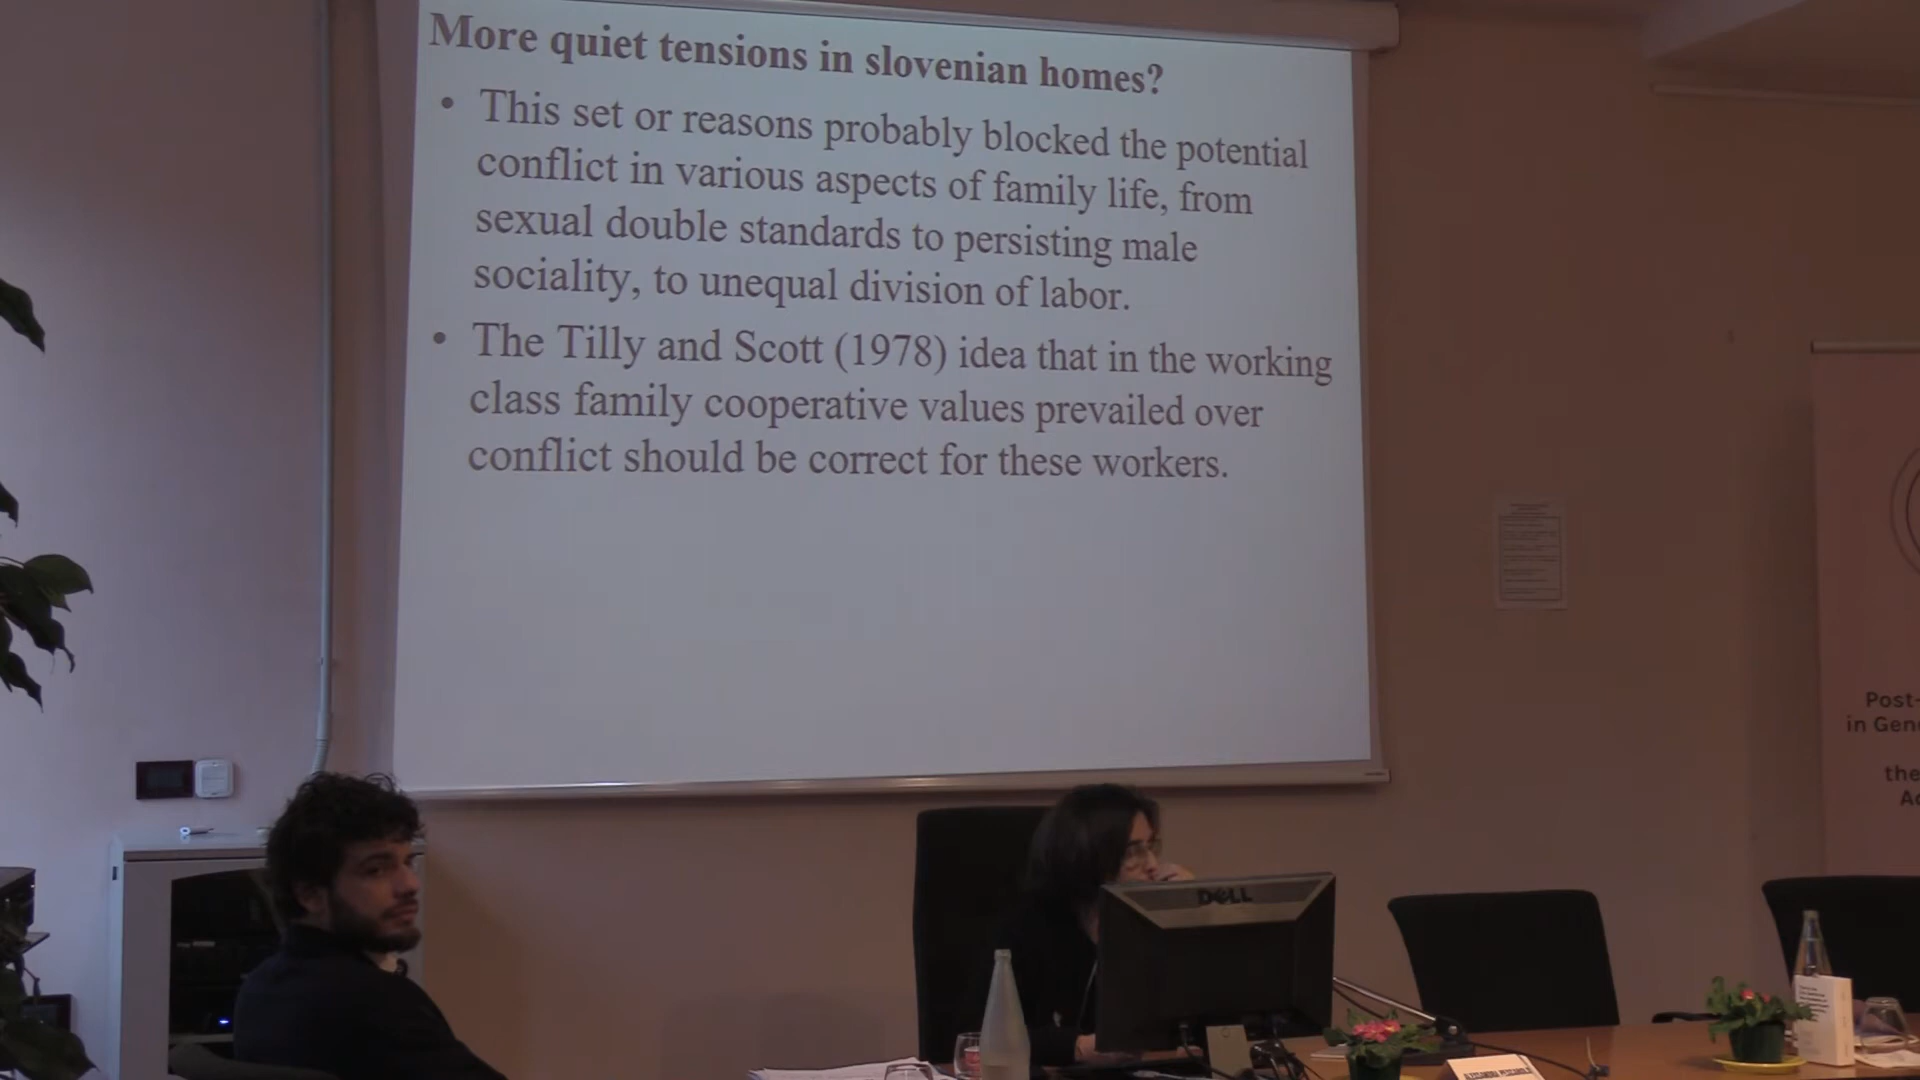 More quiet tensions in slovenian homes?
• This set or reasons probably blocked the potential
conflict in various aspects of family life, from
sexual double standards to persisting male
sociality, to unequal division of labor.
• The Tilly and Scott (1978) idea that in the working
class family cooperative values prevailed over
conflict should be correct for these workers.
Post-
in Gen
the
DELL